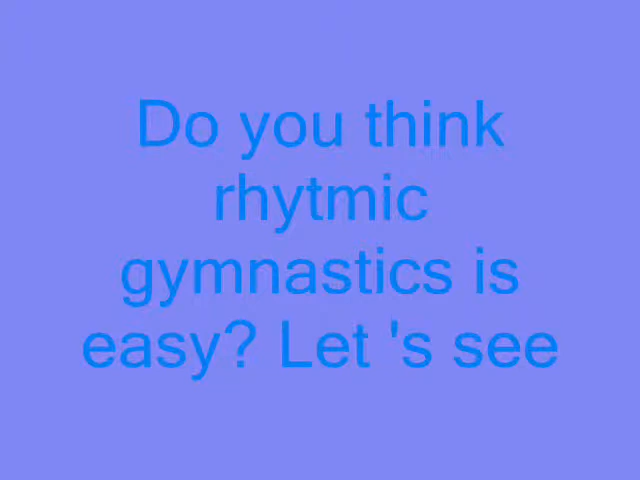 Do you think
rhytmic
gymnastics is
easy? Let 's see